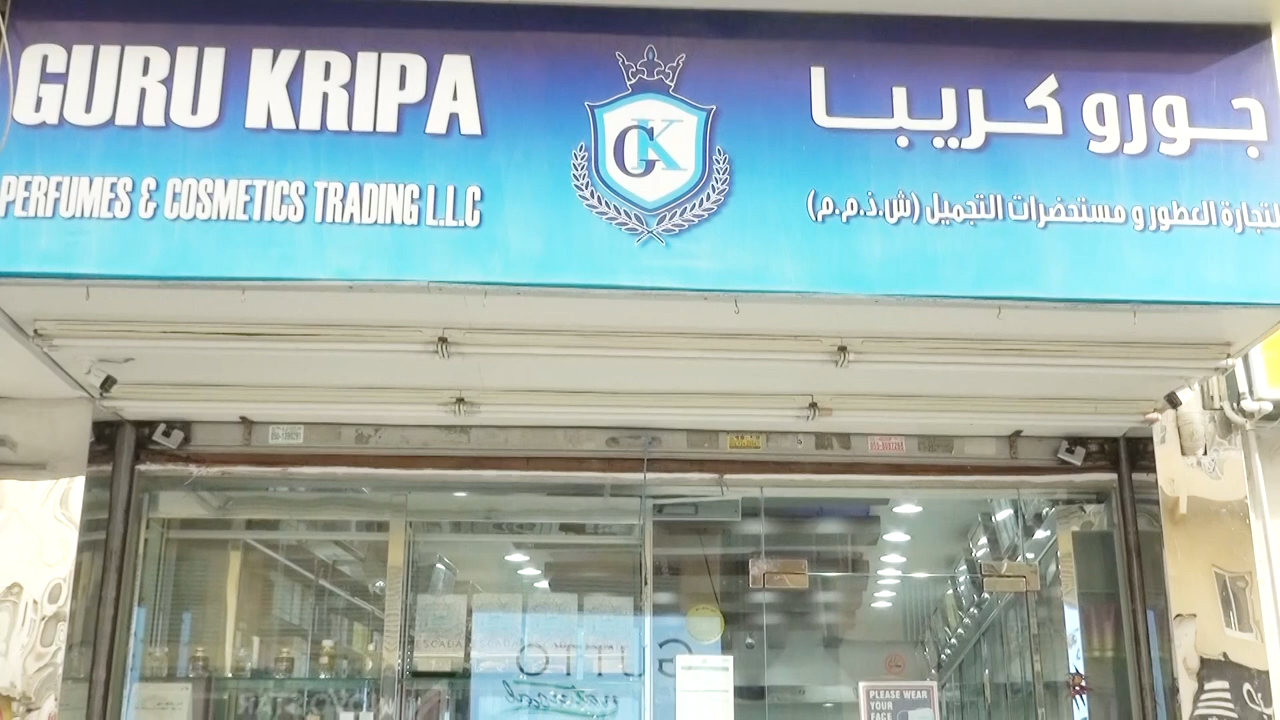 GURU KRIPA
جورو كريبا
GK
PERFUMES & COSMETICS TRADING L.L.C
لتجارة العطور و مستحضرات التجميل (ش.ذ.م.م)
PLEASE WEAR
YOUR
FACE